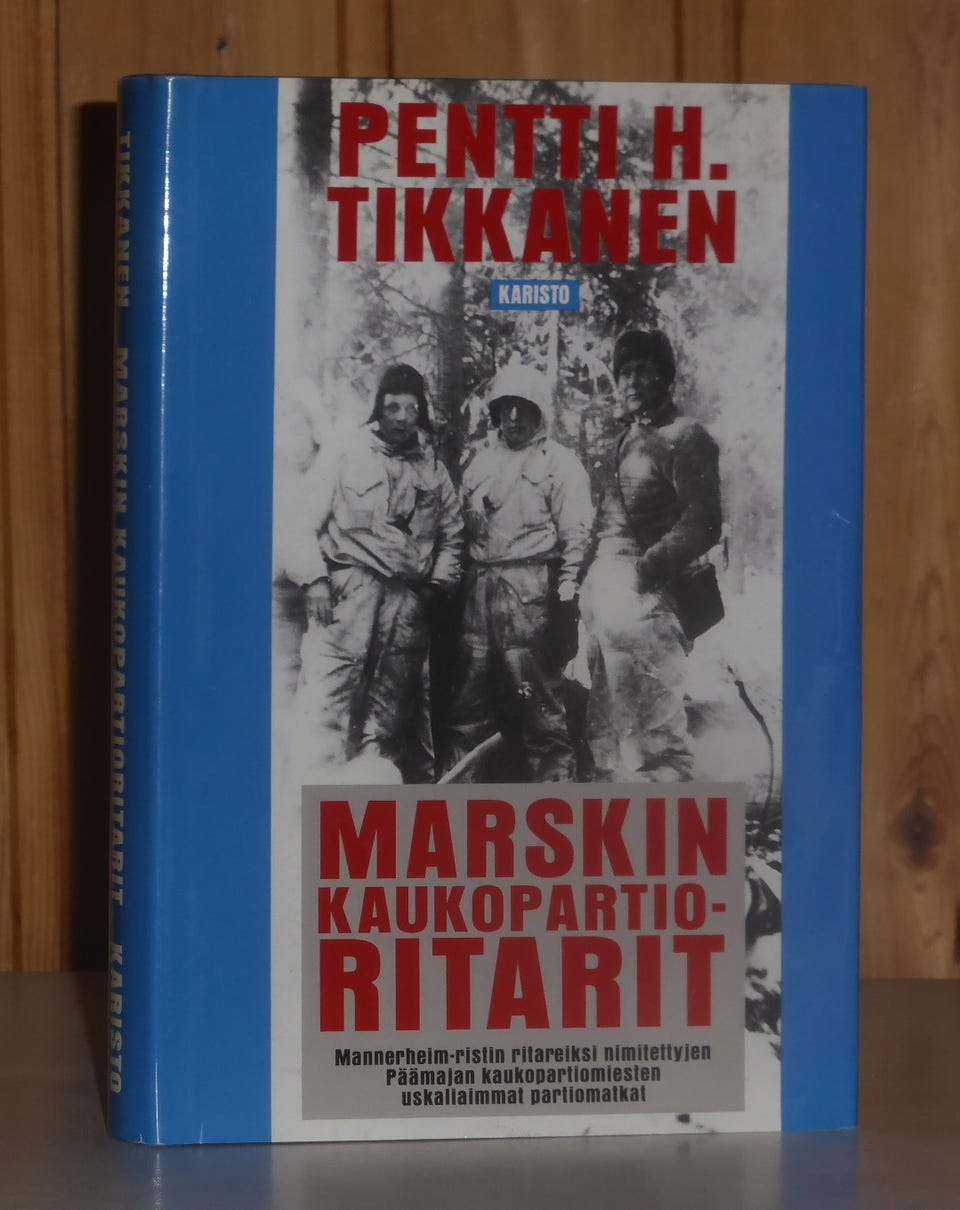 PENTTI H.
TIKKANEN
KARISTO
MARSKIN
KAUKOPARTIO-
RITARIT
Mannerheim-ristin ritareiksi nimitettyjen
Päämajan kaukopartiomiesten
uskaliaimmat partiomatkat
TIKKANEN MARSKIN KAUKOPARTIORITARIT KARISTO